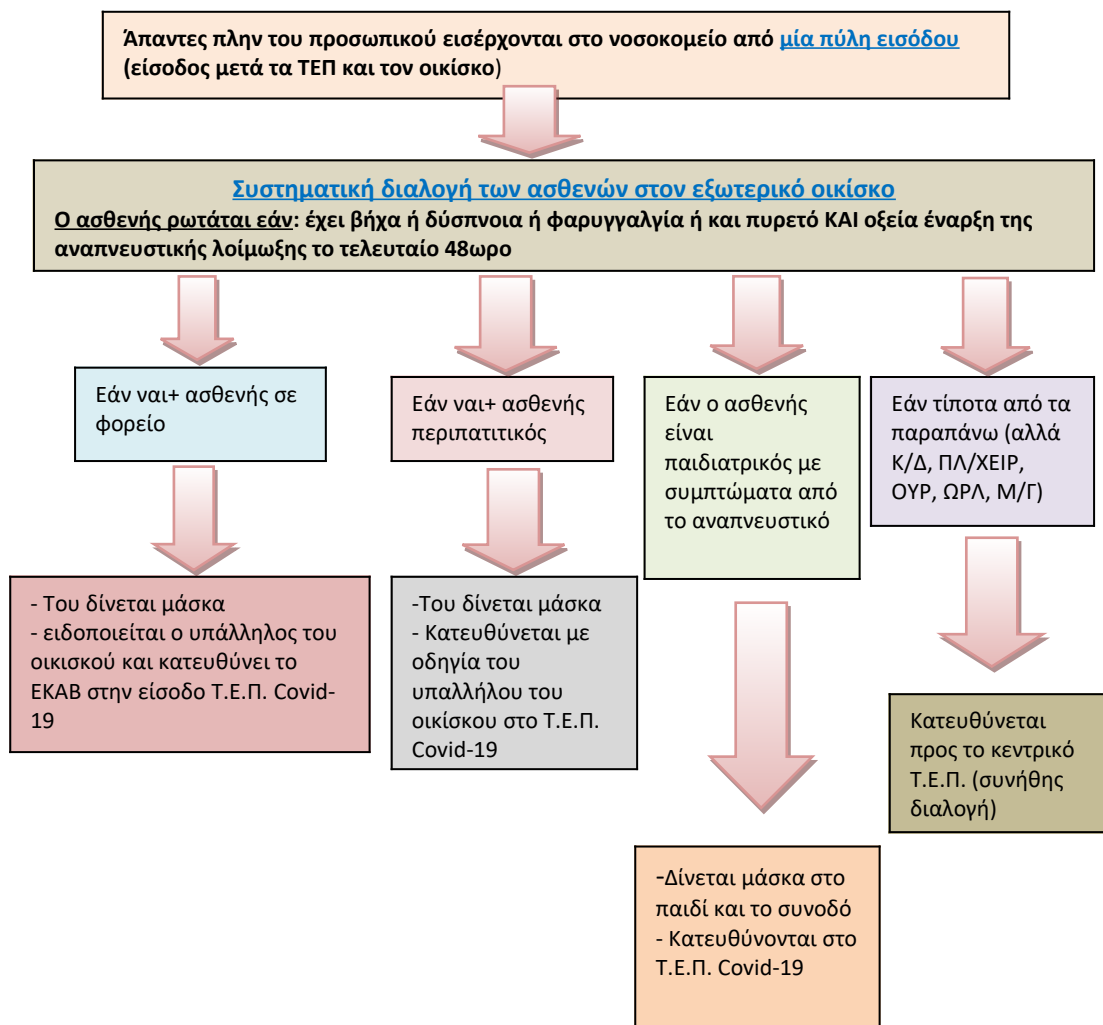 Άπαντες πλην του προσωπικού εισέρχονται στο νοσοκομείο από μία πύλη εισόδου
(είσοδος μετά τα ΤΕΠ και τον οικίσκο)
Συστηματική διαλογή των ασθενών στον εξωτερικό οικίσκο
Ο ασθενής ρωτάται εάν: έχει βήχα ή δύσπνοια ή φαρυγγαλγία ή και πυρετό ΚΑΙ οξεία έναρξη της
αναπνευστικής λοίμωξης το τελευταίο 48ωρο
Εάν ναι+ ασθενής σε
φορείο
Εάν ναι+ ασθενής
περιπατιτικός
Εάν ο ασθενής
είναι
παιδιατρικός με
συμπτώματα από
το αναπνευστικό
Εάν τίποτα από τα
παραπάνω (αλλά
Κ/Δ, ΠΛ/ΧΕΙΡ,
ΟΥΡ, ΩΡΛ, Μ/Γ)
- Του δίνεται μάσκα
- ειδοποιείται ο υπάλληλος του
οικισκού και κατευθύνει το
ΕΚΑΒ στην είσοδο Τ.Ε.Π. Covid-
19
-Του δίνεται μάσκα
- Κατευθύνεται με
οδηγία του
υπαλλήλου του
οικίσκου στο Τ.Ε.Π.
Covid-19
Κατευθύνεται
προς το κεντρικό
Τ.Ε.Π. (συνήθης
διαλογή)
-Δίνεται μάσκα στο
παιδί και το συνοδό
- Κατευθύνονται στο
Τ.Ε.Π. Covid-19